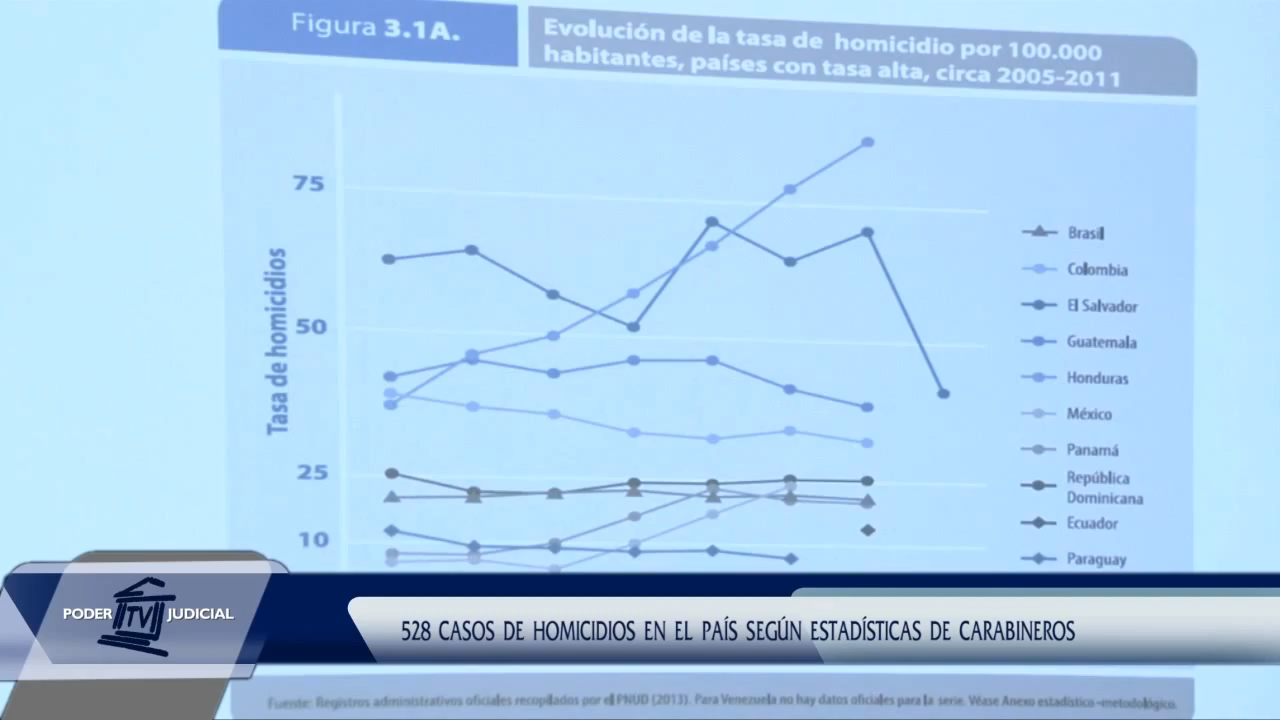 Figura 3.1A.
Evolución de la tasa de homicidio por 100.000
habitantes, países con tasa alta, circa 2005-2011
Tasa de homicidios
75
50
25
10
Brasil
Colombia
El Salvador
Guatemala
Honduras
México
Panamá
República
Dominicana
Ecuador
Paraguay
PODER TV JUDICIAL
528 CASOS DE HOMICIDIOS EN EL PAÍS SEGÚN ESTADÍSTICAS DE CARABINEROS
Fuente: Registros administrativos oficiales recopilados por el PNUD (2013). Para Venezuela no hay datos oficiales para la serie. Véase Anexo estadístico-metodológico.